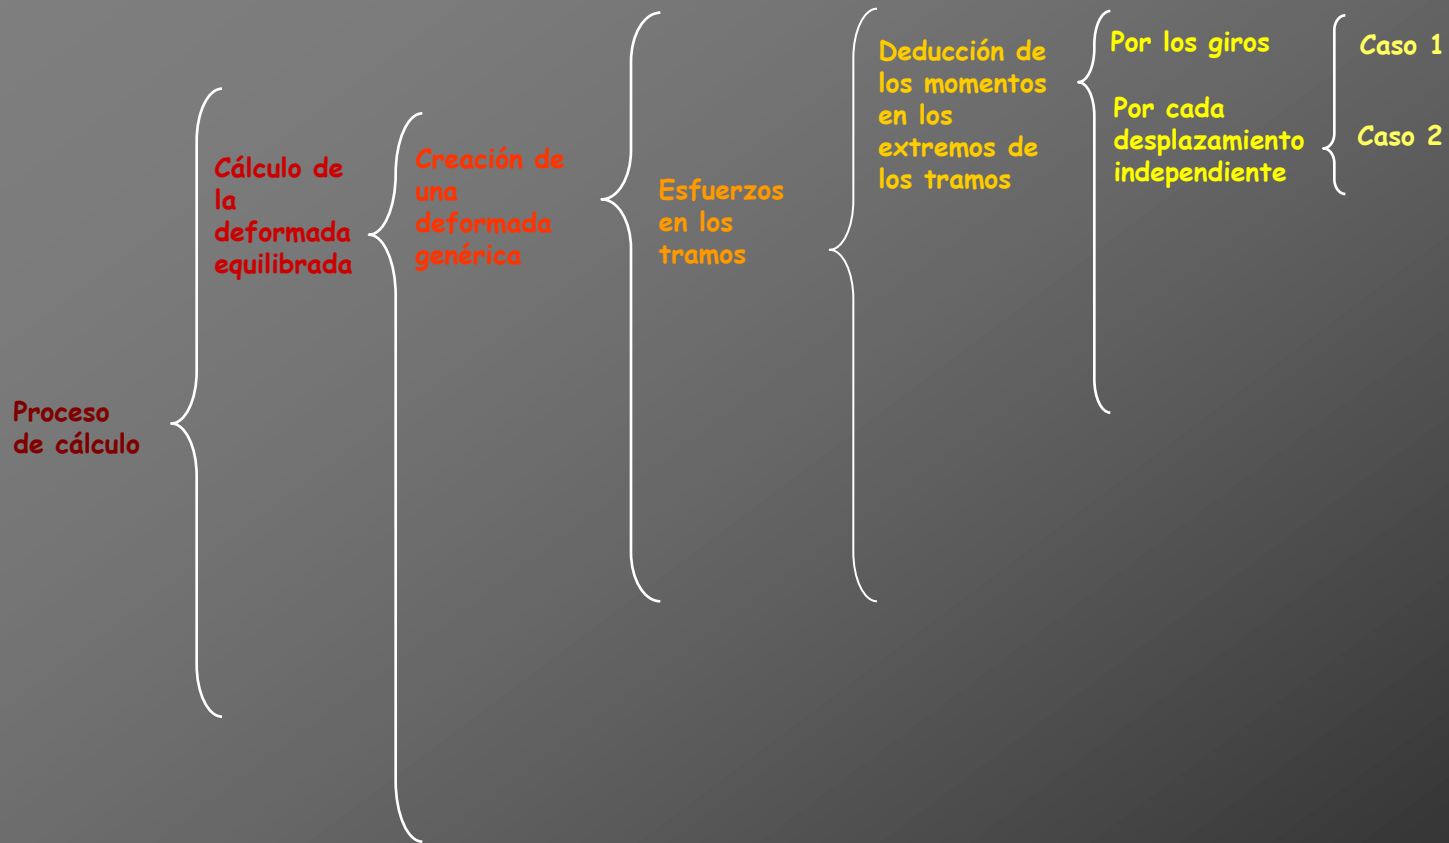 Proceso
de cálculo
Cálculo de
la
deformada
equilibrada
Creación de
una
deformada
genérica
Esfuerzos
en los
tramos
Deducción de
los momentos
en los
extremos de
los tramos
Por los giros
Por cada
desplazamiento
independiente
Caso 1
Caso 2